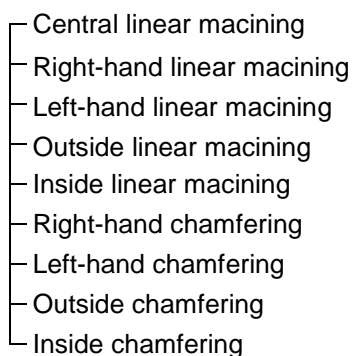 Central linear macining
Right-hand linear macining
Left-hand linear macining
Outside linear macining
Inside linear macining
Right-hand chamfering
Left-hand chamfering
Outside chamfering
Inside chamfering